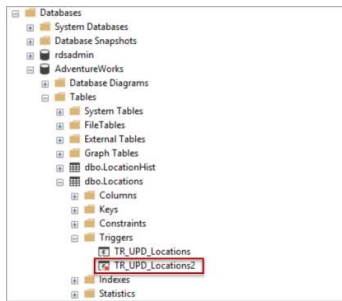 Databases
System Databases
Database Snapshots
rdsadmin
AdventureWorks
Database Diagrams
Tables
System Tables
FileTables
External Tables
Graph Tables
dbo.LocationHist
dbo.Locations
Columns
Keys
Constraints
Triggers
TR_UPD_Locations
TR_UPD_Locations2
Indexes
Statistics